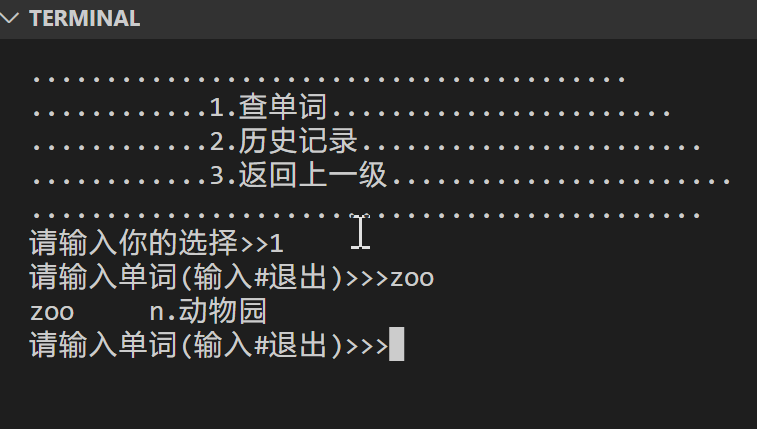 TERMINAL
........................................
............1.查单词.......................
............2.历史记录.......................
............3.返回上一级.......................
.............................................
请输入你的选择>>1
请输入单词(输入#退出)>>>zoo
zoo     n.动物园
请输入单词(输入#退出)>>>